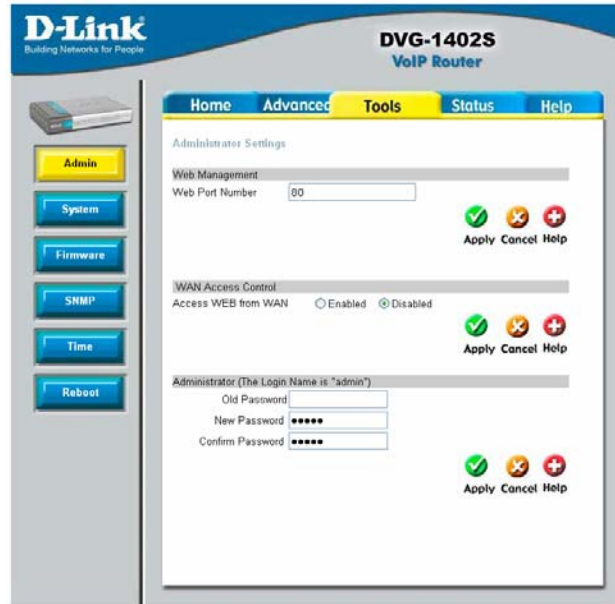 D-Link
Building Networks for People
DVG-1402S
VoIP Router
Home Advanced Tools Status Help
Admin
System
Firmware
SNMP
Time
Reboot
Administrator Settings
Web Management
Web Port Number 80
Apply Cancel Help
WAN Access Control
Access WEB from WAN Enabled Disabled
Apply Cancel Help
Administrator (The Login Name is "admin")
Old Password
New Password •••••
Confirm Password •••••
Apply Cancel Help